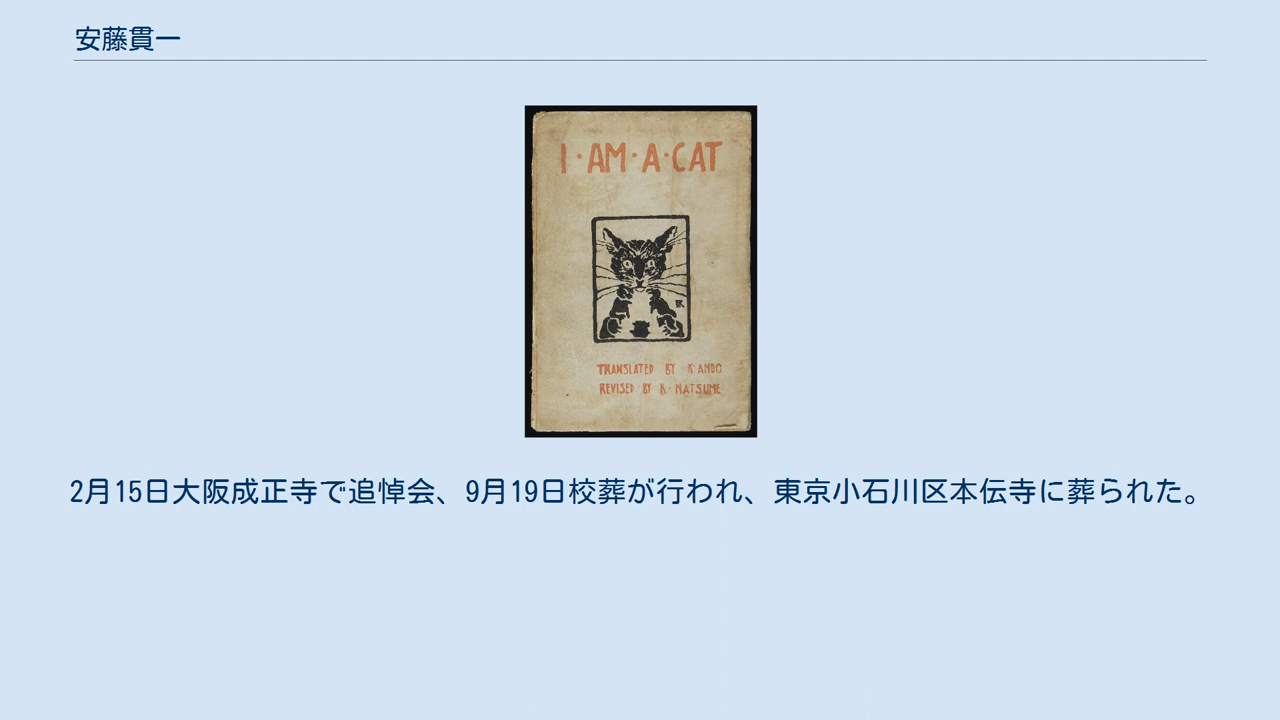 安藤貫一
I・AM・A・CAT
TRANSLATED BY K ANDO
REVISED BY K・NATSUME
2月15日大阪成正寺で追悼会、9月19日校葬が行われ、東京小石川区本伝寺に葬られた。